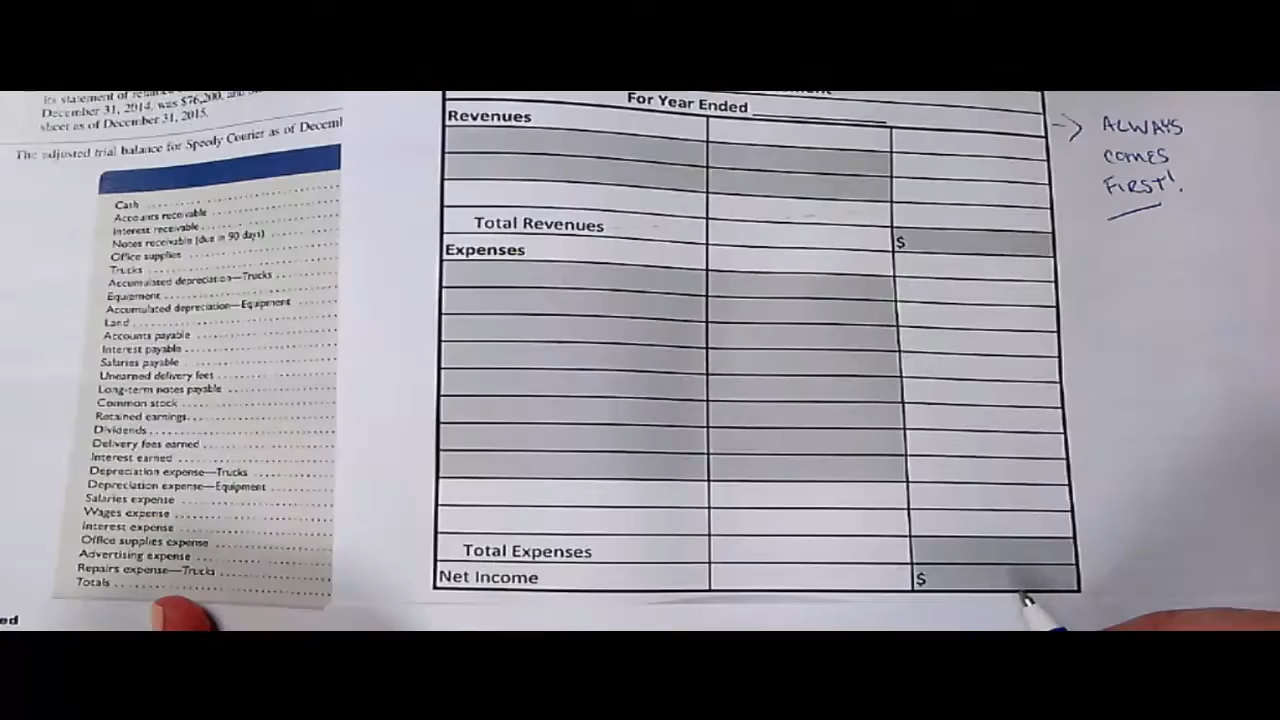 its statement of
December 31, 2014, was $76,200, and
sheet as of December 31, 2015.
The adjusted trial balance for Speedy Courier as of Decemb
Cash
Accounts receivable
Interest receivable
Notes receivable (due in 90 days)
Office supplies
Trucks
Accumulated depreciation—Trucks
Equipment
Accumulated depreciation—Equipment
Land
Accounts payable
Interest payable
Salaries payable
Unearned delivery fees
Long-term notes payable
Common stock
Retained earnings
Dividends
Delivery fees earned
Interest earned
Depreciation expense—Trucks
Depreciation expense—Equipment
Salaries expense
Wages expense
Interest expense
Office supplies expense
Advertising expense
Repairs expense—Trucks
Totals
ed
For Year Ended
Revenues
Total Revenues
$
Expenses
Total Expenses
Net Income $
-> ALWAYS
COMES
FIRST!